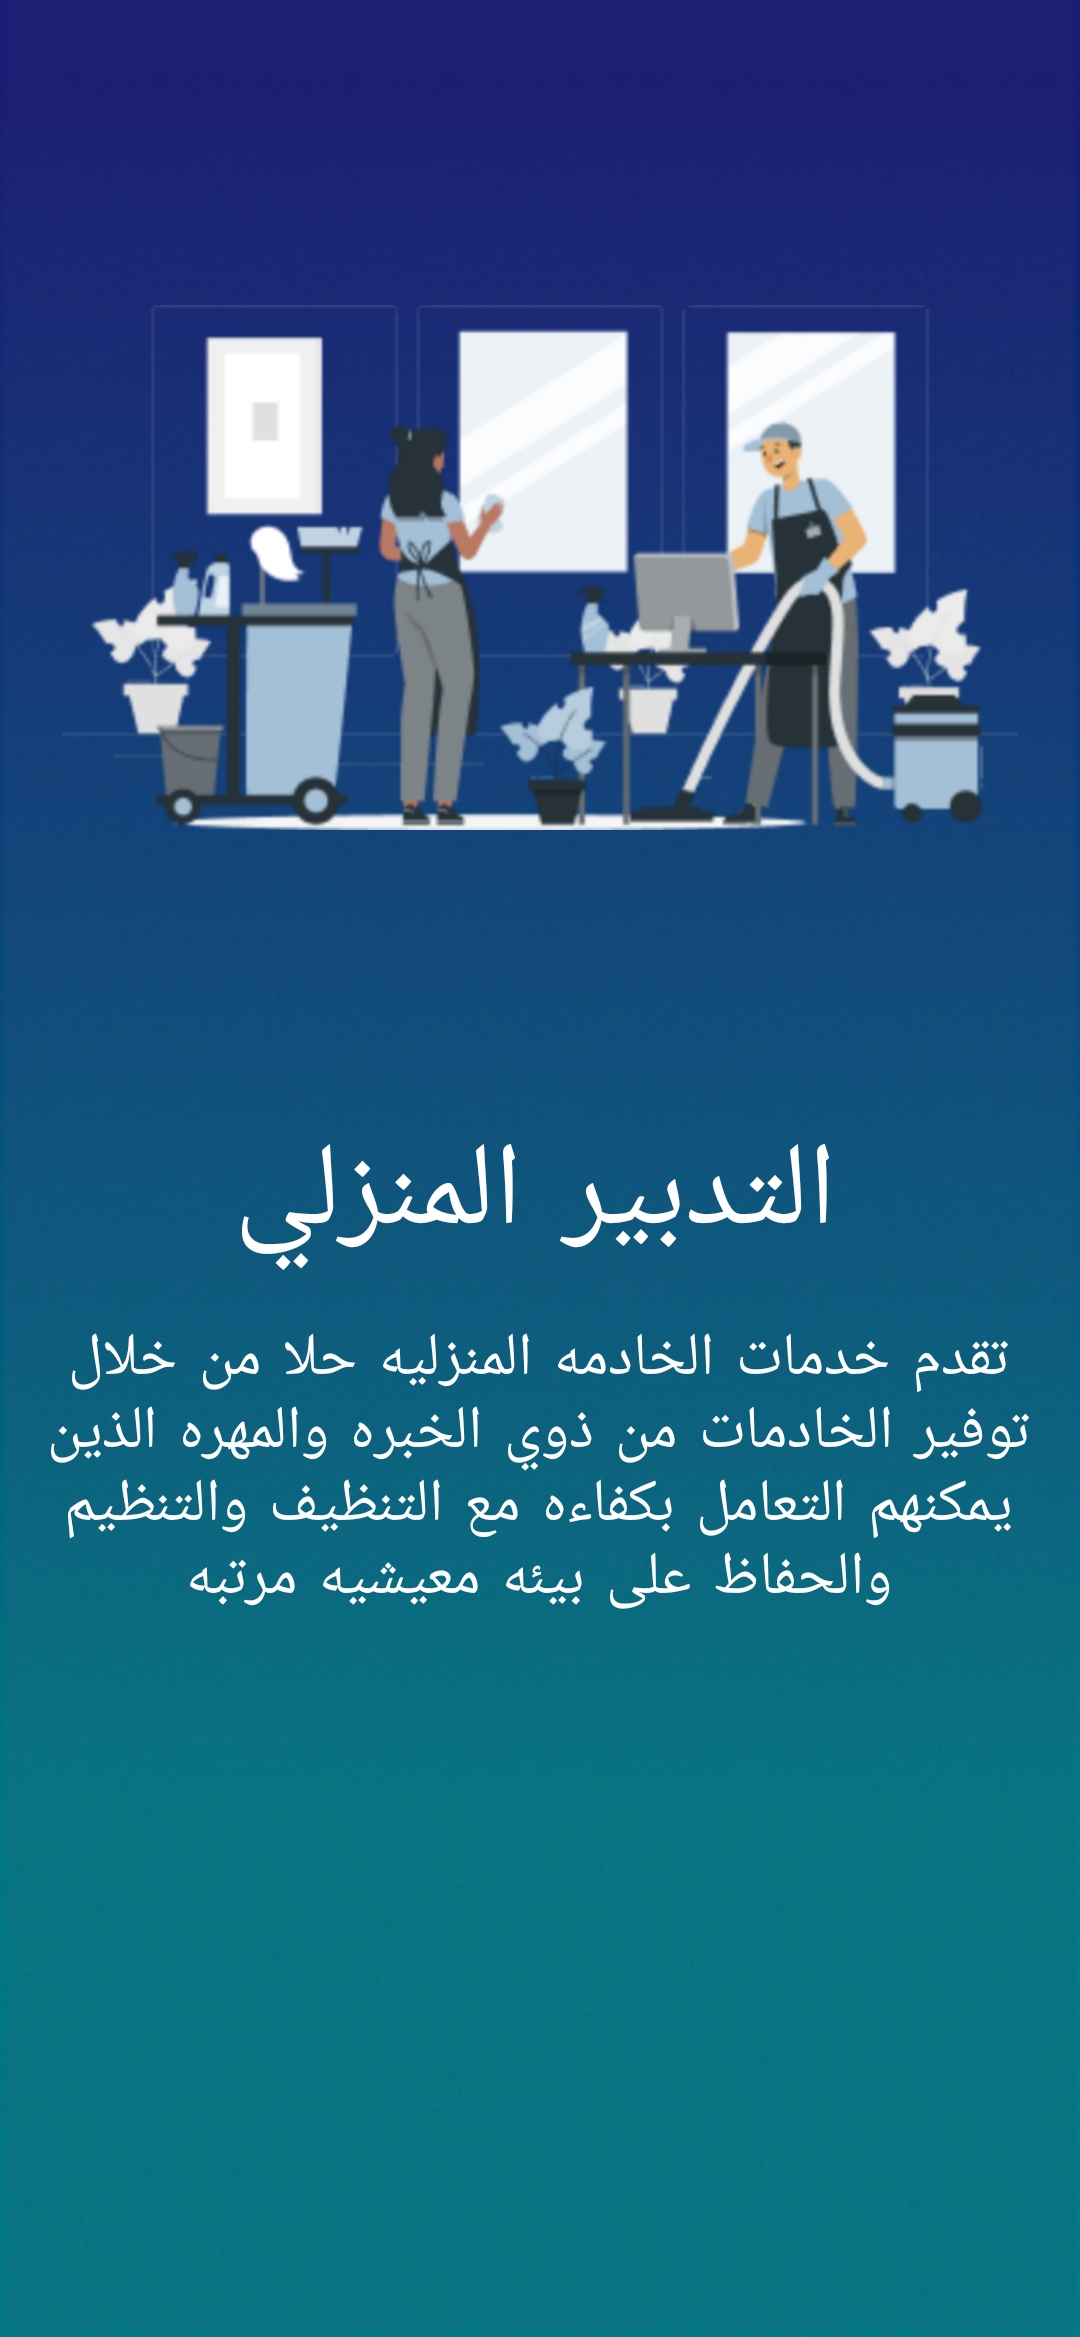 التدبير المنزلي
تقدم خدمات الخادمه المنزليه حلا من خلال
توفير الخادمات من ذوي الخبره والمهره الذين
يمكنهم التعامل بكفاءه مع التنظيف والتنظيم
والحفاظ على بيئه معيشيه مرتبه